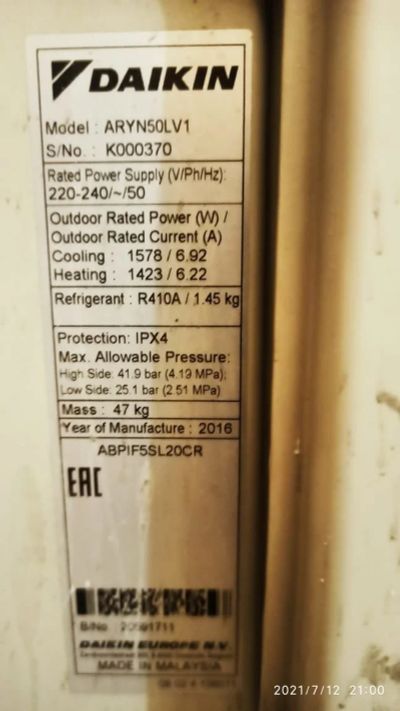 DAIKIN
Model : ARYN50LV1
S/No. : K000370
Rated Power Supply (V/Ph/Hz):
220-240/~/50
Outdoor Rated Power (W) /
Outdoor Rated Current (A)
Cooling : 1578 / 6.92
Heating : 1423 / 6.22
Refrigerant : R410A / 1.45 kg
Protection: IPX4
Max. Allowable Pressure:
High Side: 41.9 bar (4.19 MPa);
Low Side: 25.1 bar (2.51 MPa)
Mass : 47 kg
Year of Manufacture : 2016
ABPIF5SL20CR
EAC
B/No.
DAIKIN EUROPE N.V.
MADE IN MALAYSIA
2021/7/12 21:00